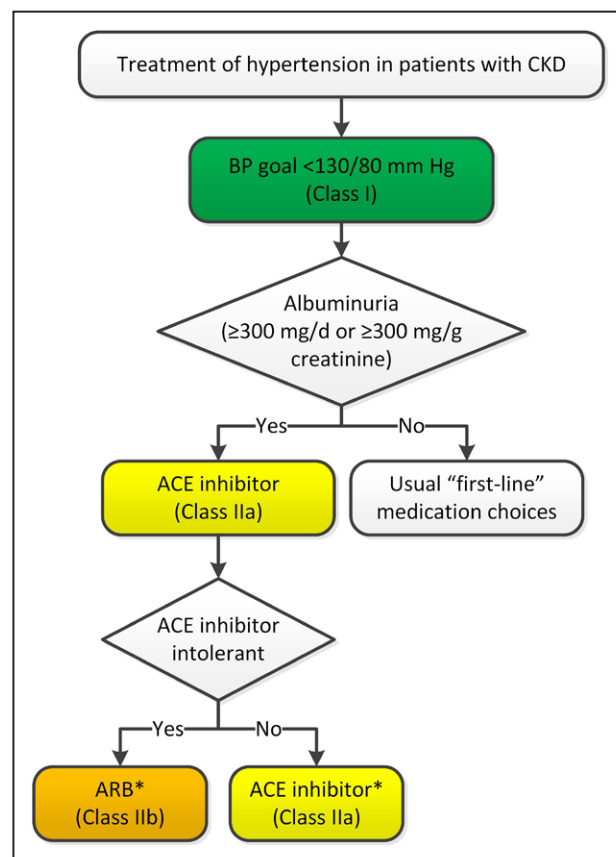 Treatment of hypertension in patients with CKD
BP goal <130/80 mm Hg
(Class I)
Albuminuria
(≥300 mg/d or ≥300 mg/g
creatinine)
Yes
No
ACE inhibitor
(Class IIa)
Usual “first-line”
medication choices
ACE inhibitor
intolerant
Yes
No
ARB*
(Class IIb)
ACE inhibitor*
(Class IIa)